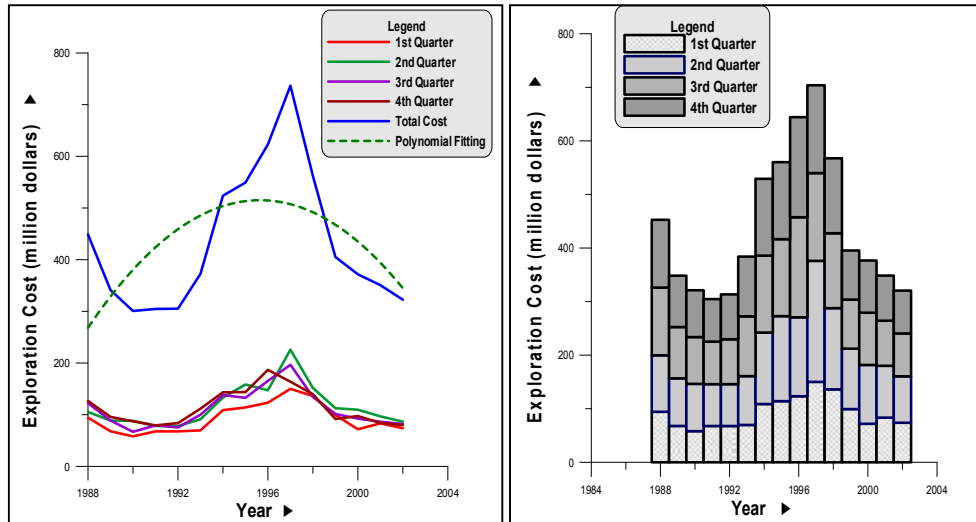 Legend
1st Quarter
2nd Quarter
3rd Quarter
4th Quarter
Total Cost
Polynomial Fitting
Exploration Cost (million dollars)
800
600
400
200
0
1988 1992 1996 2000 2004
Year
Legend
1st Quarter
2nd Quarter
3rd Quarter
4th Quarter
Exploration Cost (million dollars)
800
600
400
200
0
1984 1988 1992 1996 2000 2004
Year